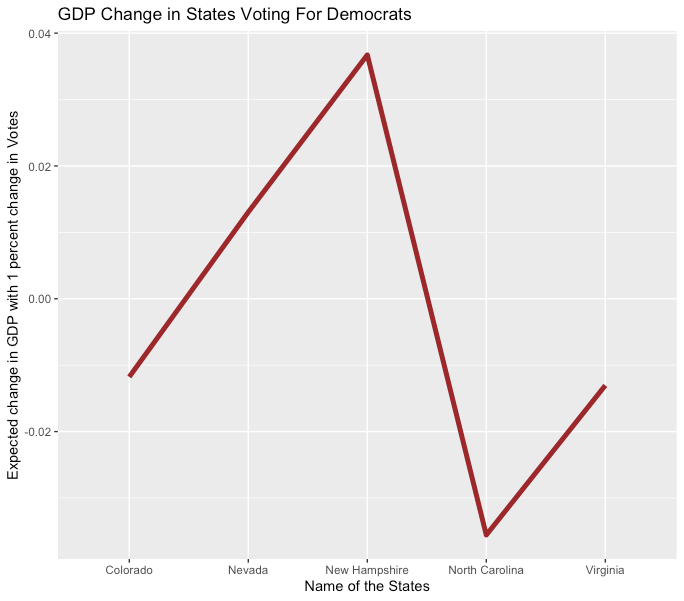 GDP Change in States Voting For Democrats
Expected change in GDP with 1 percent change in Votes
0.04
0.02
0.00
-0.02
Colorado Nevada New Hampshire North Carolina Virginia
Name of the States